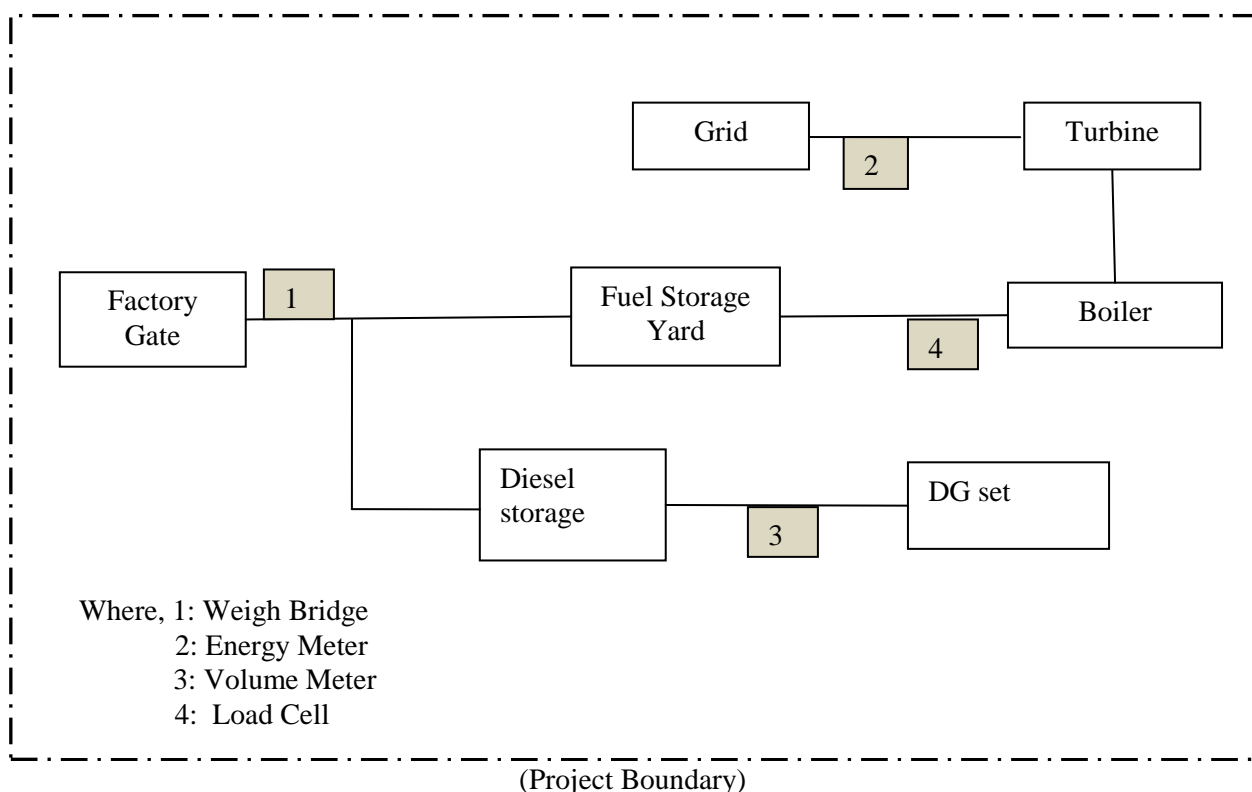 Grid
Turbine
2
Factory
Gate
1
Fuel Storage
Yard
4
Boiler
Diesel
storage
3
DG set
Where, 1: Weigh Bridge
2: Energy Meter
3: Volume Meter
4: Load Cell
(Project Boundary)